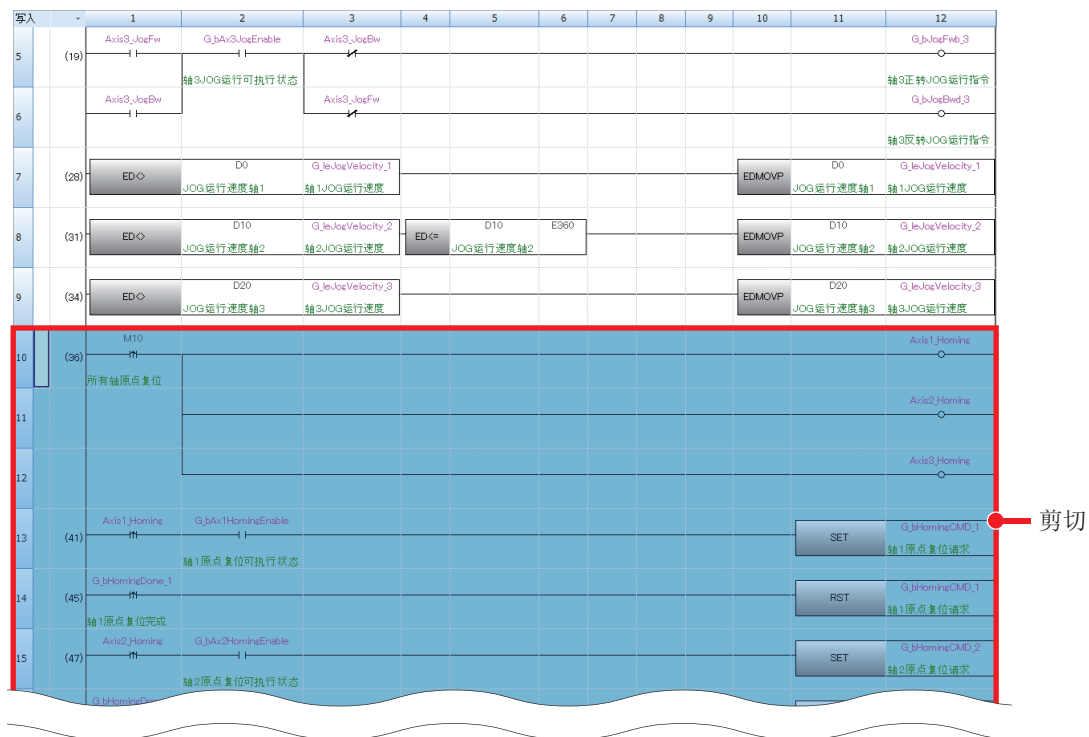 写入 1 2 3 4 5 6 7 8 9 10 11 12
Axis3_JogFw G_bAx3JogEnable Axis3_JogBw G_bJogFwb_3
5 (19)
轴3JOG运行可执行状态 轴3正转JOG运行指令
Axis3_JogBw Axis3_JogFw G_bJogBwd_3
6
轴3反转JOG运行指令
D0 G_leJogVelocity_1 D0 G_leJogVelocity_1
7 (28) ED<> EDMOVP
JOG运行速度轴1 轴1JOG运行速度 JOG运行速度轴1 轴1JOG运行速度
D10 G_leJogVelocity_2 D10 E360 D10 G_leJogVelocity_2
8 (31) ED<> ED<= EDMOVP
JOG运行速度轴2 轴2JOG运行速度 JOG运行速度轴2 JOG运行速度轴2 轴2JOG运行速度
D20 G_leJogVelocity_3 D20 G_leJogVelocity_3
9 (34) ED<> EDMOVP
JOG运行速度轴3 轴3JOG运行速度 JOG运行速度轴3 轴3JOG运行速度
M10 Axis1_Homing
10 (36)
所有轴原点复位
Axis2_Homing
11
Axis3_Homing
12
Axis1_Homing G_bAx1HomingEnable G_bHomingCMD_1
13 (41) SET
轴1原点复位可执行状态 轴1原点复位请求
剪切
G_bHomingDone_1 G_bHomingCMD_1
14 (45) RST
轴1原点复位完成 轴1原点复位请求
Axis2_Homing G_bAx2HomingEnable G_bHomingCMD_2
15 (47) SET
轴2原点复位可执行状态 轴2原点复位请求